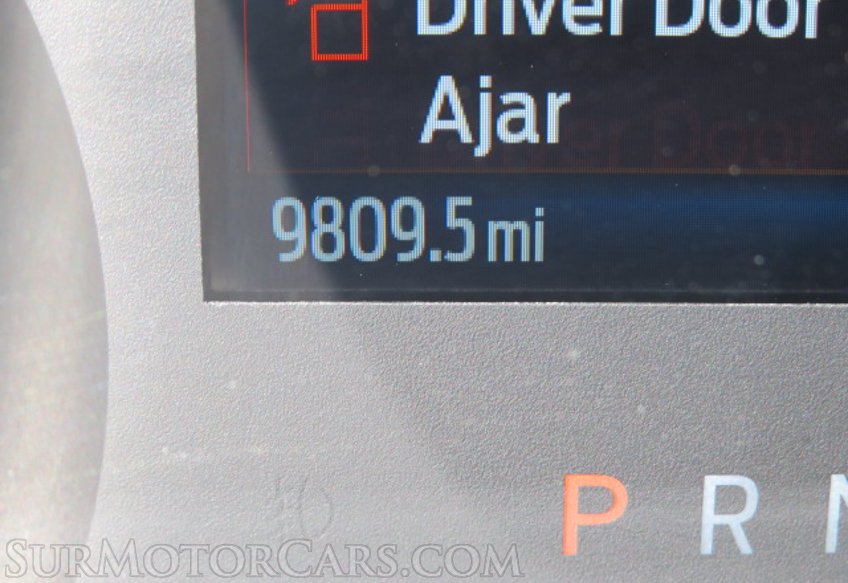 Driver Door
Ajar
9809.5 mi
P R N
SurMotorCars.com